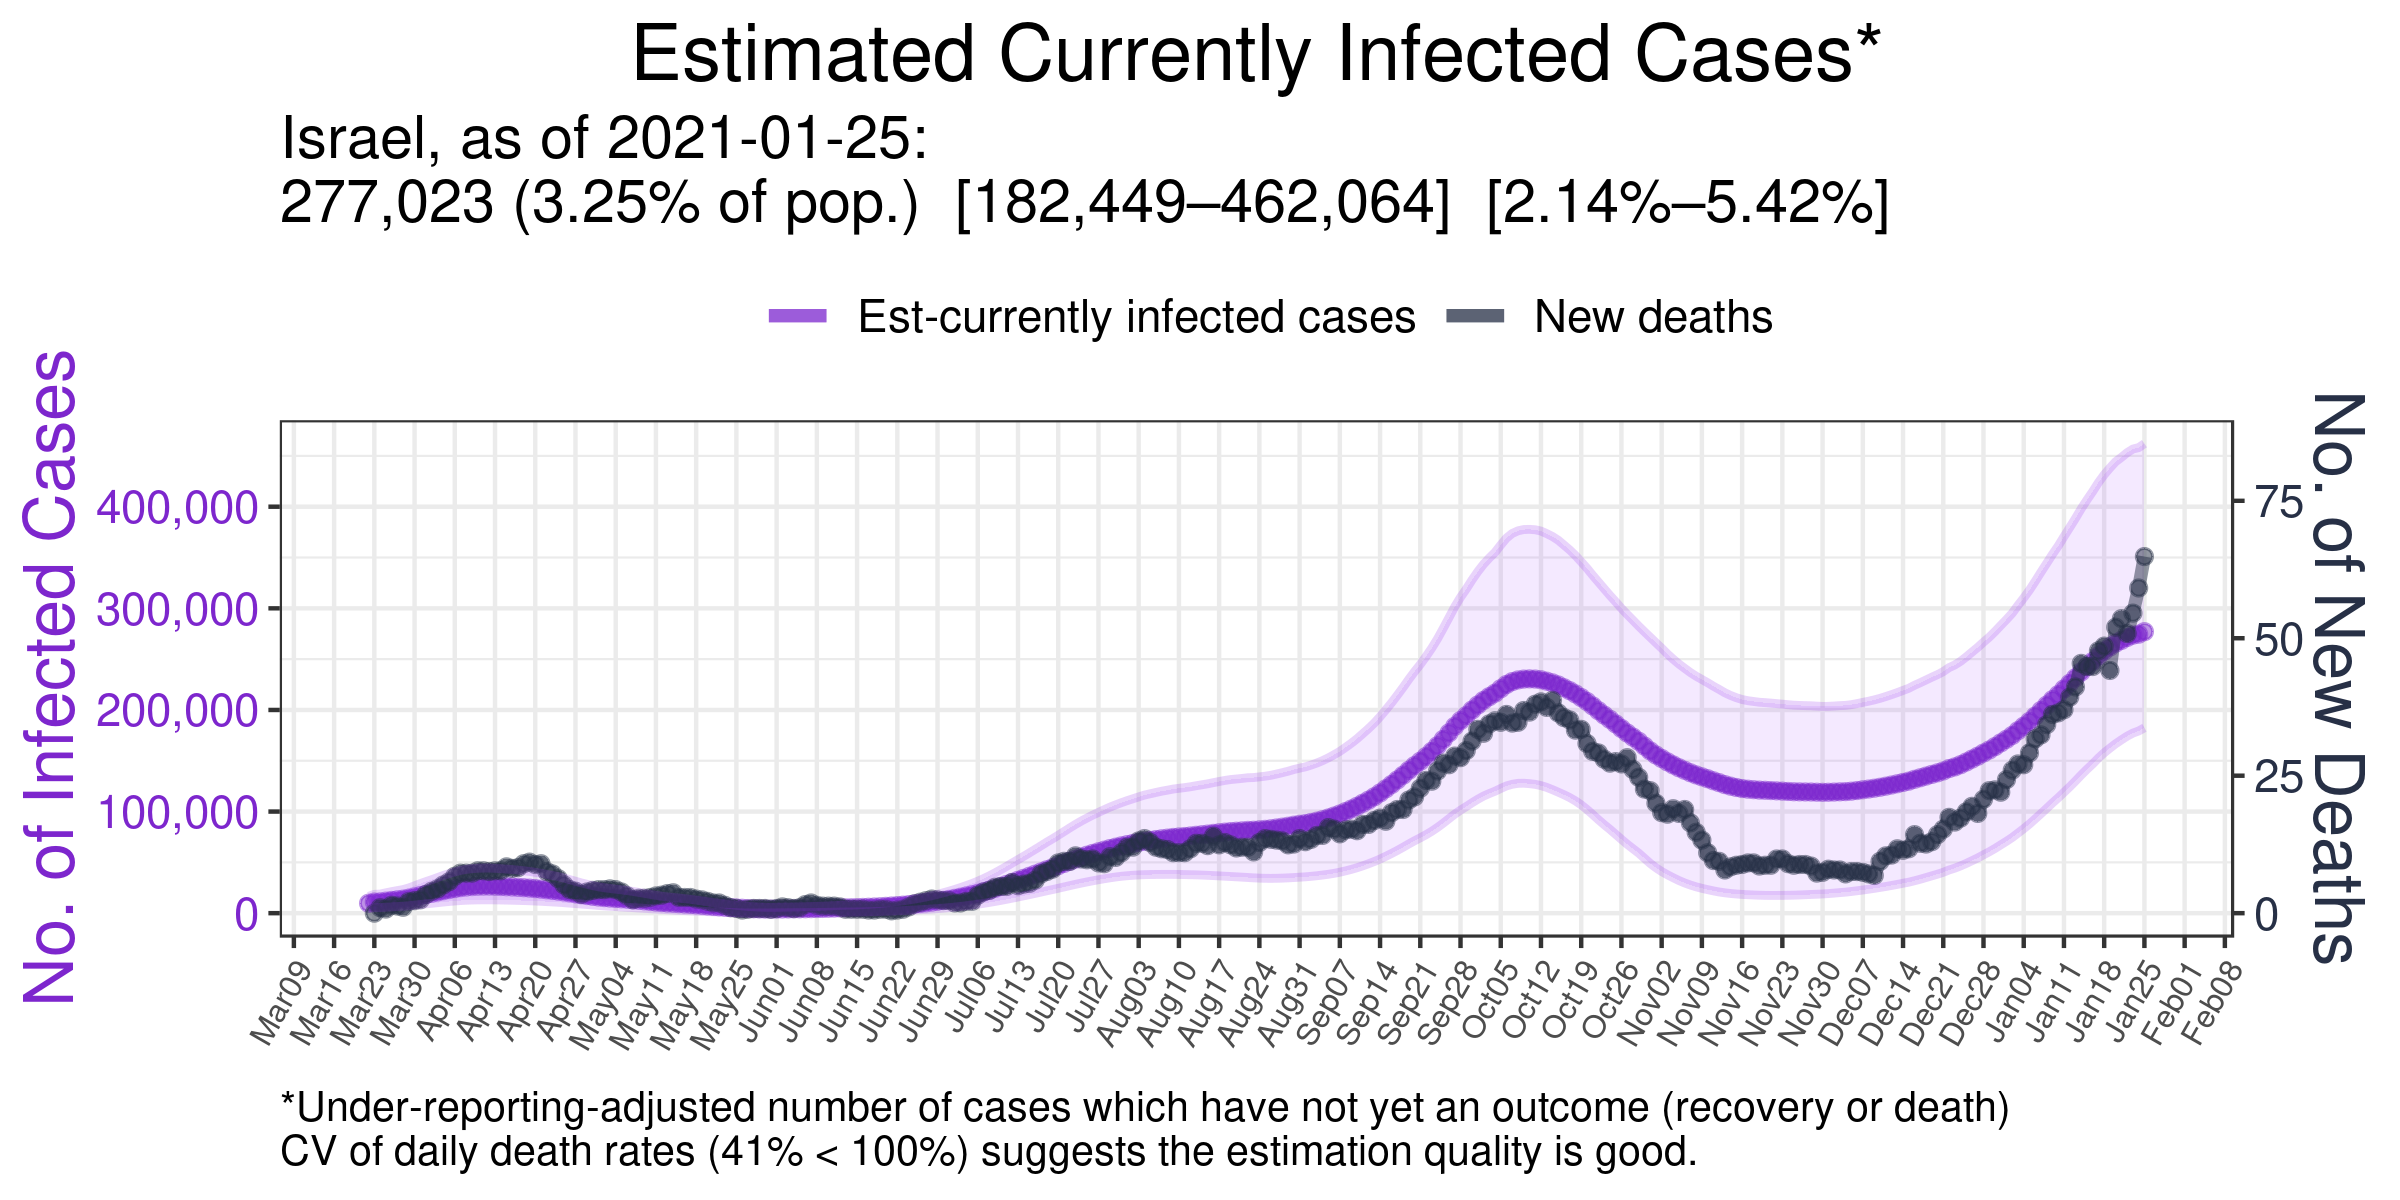 Estimated Currently Infected Cases*
Israel, as of 2021-01-25:
277,023 (3.25% of pop.) [182,449–462,064] [2.14%–5.42%]
Est-currently infected cases New deaths
No. of Infected Cases
400,000
300,000
200,000
100,000
0
No. of New Deaths
75
50
25
0
Mar09 Mar16 Mar23 Mar30 Apr06 Apr13 Apr20 Apr27 May04 May11 May18 May25 Jun01 Jun08 Jun15 Jun22 Jun29 Jul06 Jul13 Jul20 Jul27 Aug03 Aug10 Aug17 Aug24 Aug31 Sep07 Sep14 Sep21 Sep28 Oct05 Oct12 Oct19 Oct26 Nov02 Nov09 Nov16 Nov23 Nov30 Dec07 Dec14 Dec21 Dec28 Jan04 Jan11 Jan18 Jan25 Feb01 Feb08
*Under-reporting-adjusted number of cases which have not yet an outcome (recovery or death)
CV of daily death rates (41% < 100%) suggests the estimation quality is good.